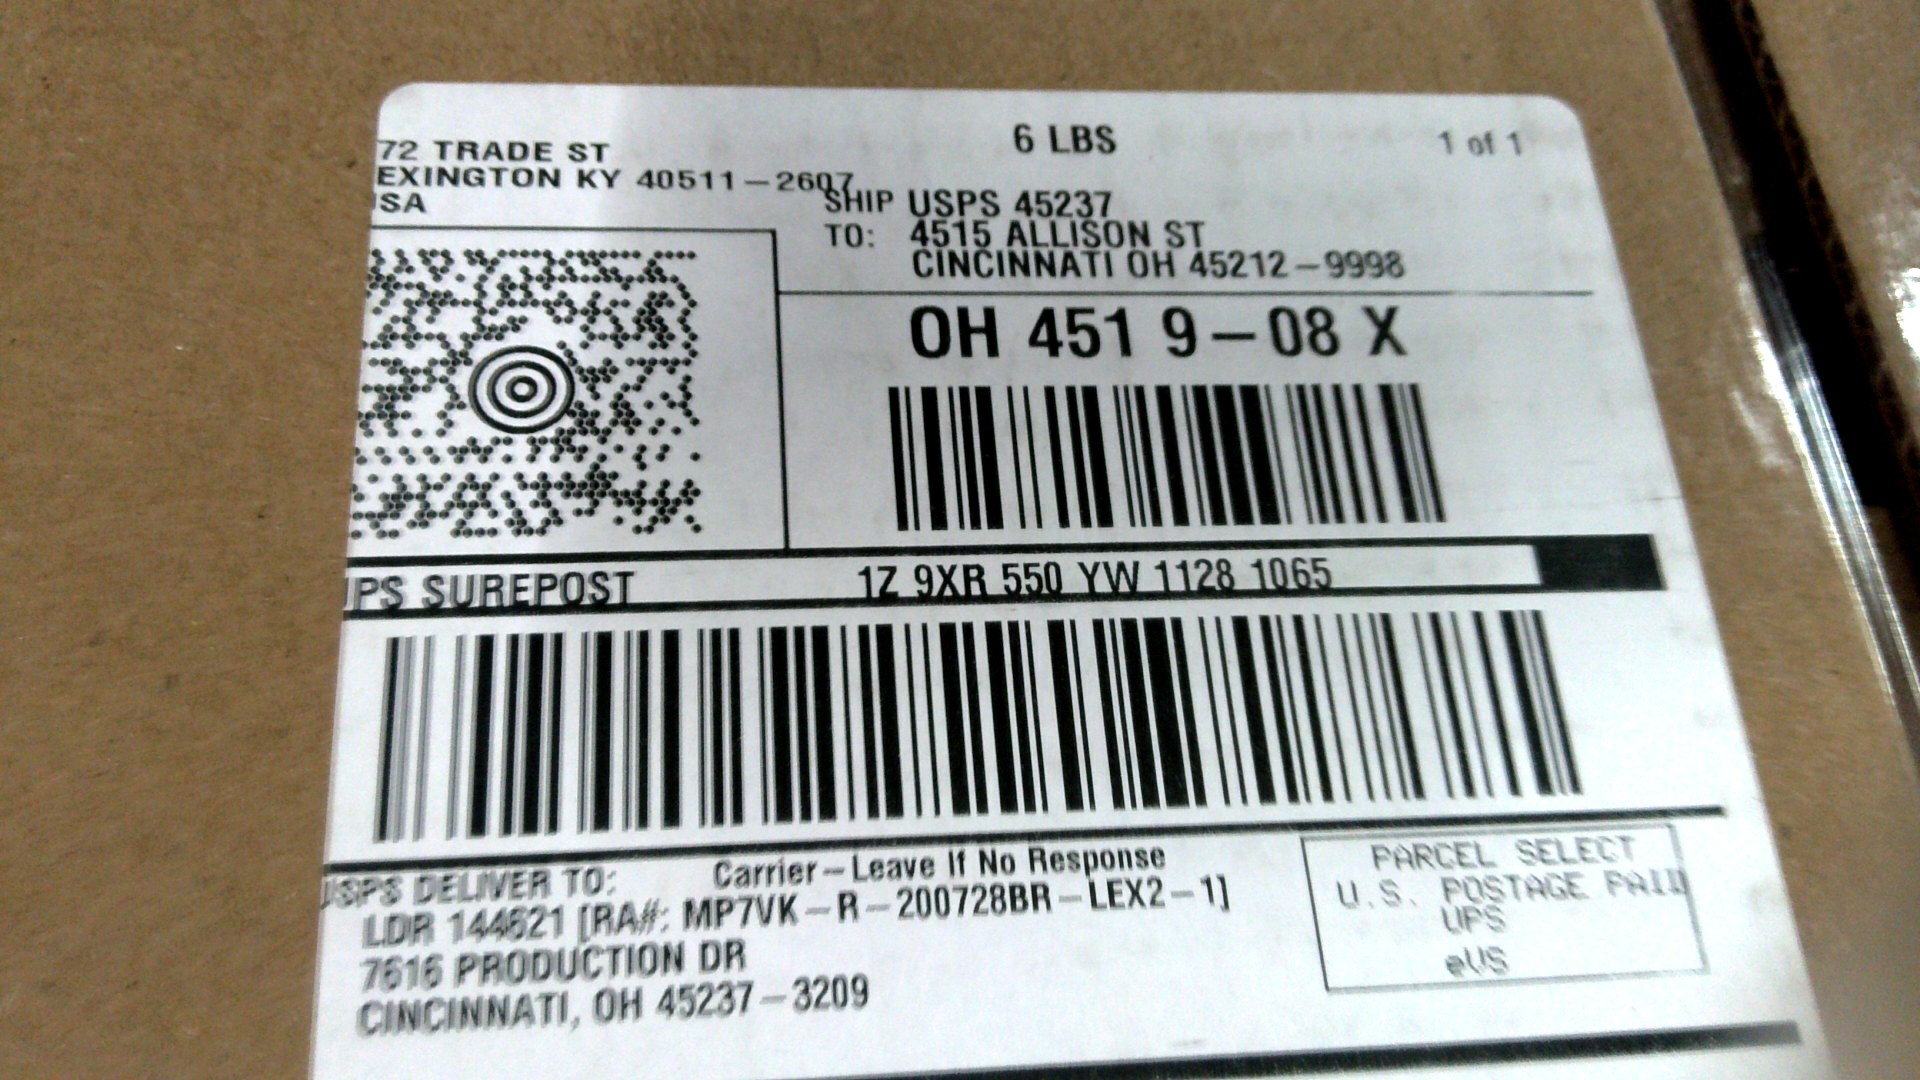 72 TRADE ST
EXINGTON KY 40511-2607
SA
6 LBS
1 of 1
SHIP TO: USPS 45237
4515 ALLISON ST
CINCINNATI OH 45212-9998
OH 451 9-08 X
UPS SUREPOST
1Z 9XR 550 YW 1128 1065
USPS DELIVER TO:
Carrier-Leave If No Response
LDR 144621 [RA#: MP7VK-R-200728BR-LEX2-1]
7616 PRODUCTION DR
CINCINNATI, OH 45237-3209
PARCEL SELECT
U.S. POSTAGE PAID
UPS
eVS